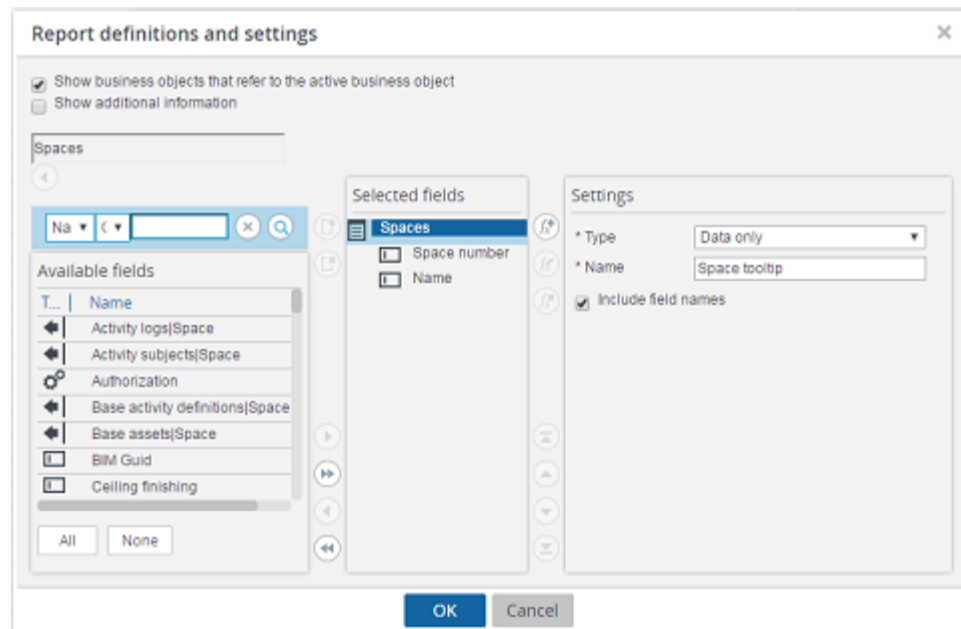 Report definitions and settings
Show business objects that refer to the active business object
Show additional information
Spaces
Na
Available fields
T... Name
Activity logs|Space
Activity subjects|Space
Authorization
Base activity definitions|Space
Base assets|Space
BIM Guid
Ceiling finishing
All None
Selected fields
Spaces
Space number
Name
Settings
* Type Data only
* Name Space tooltip
Include field names
OK Cancel